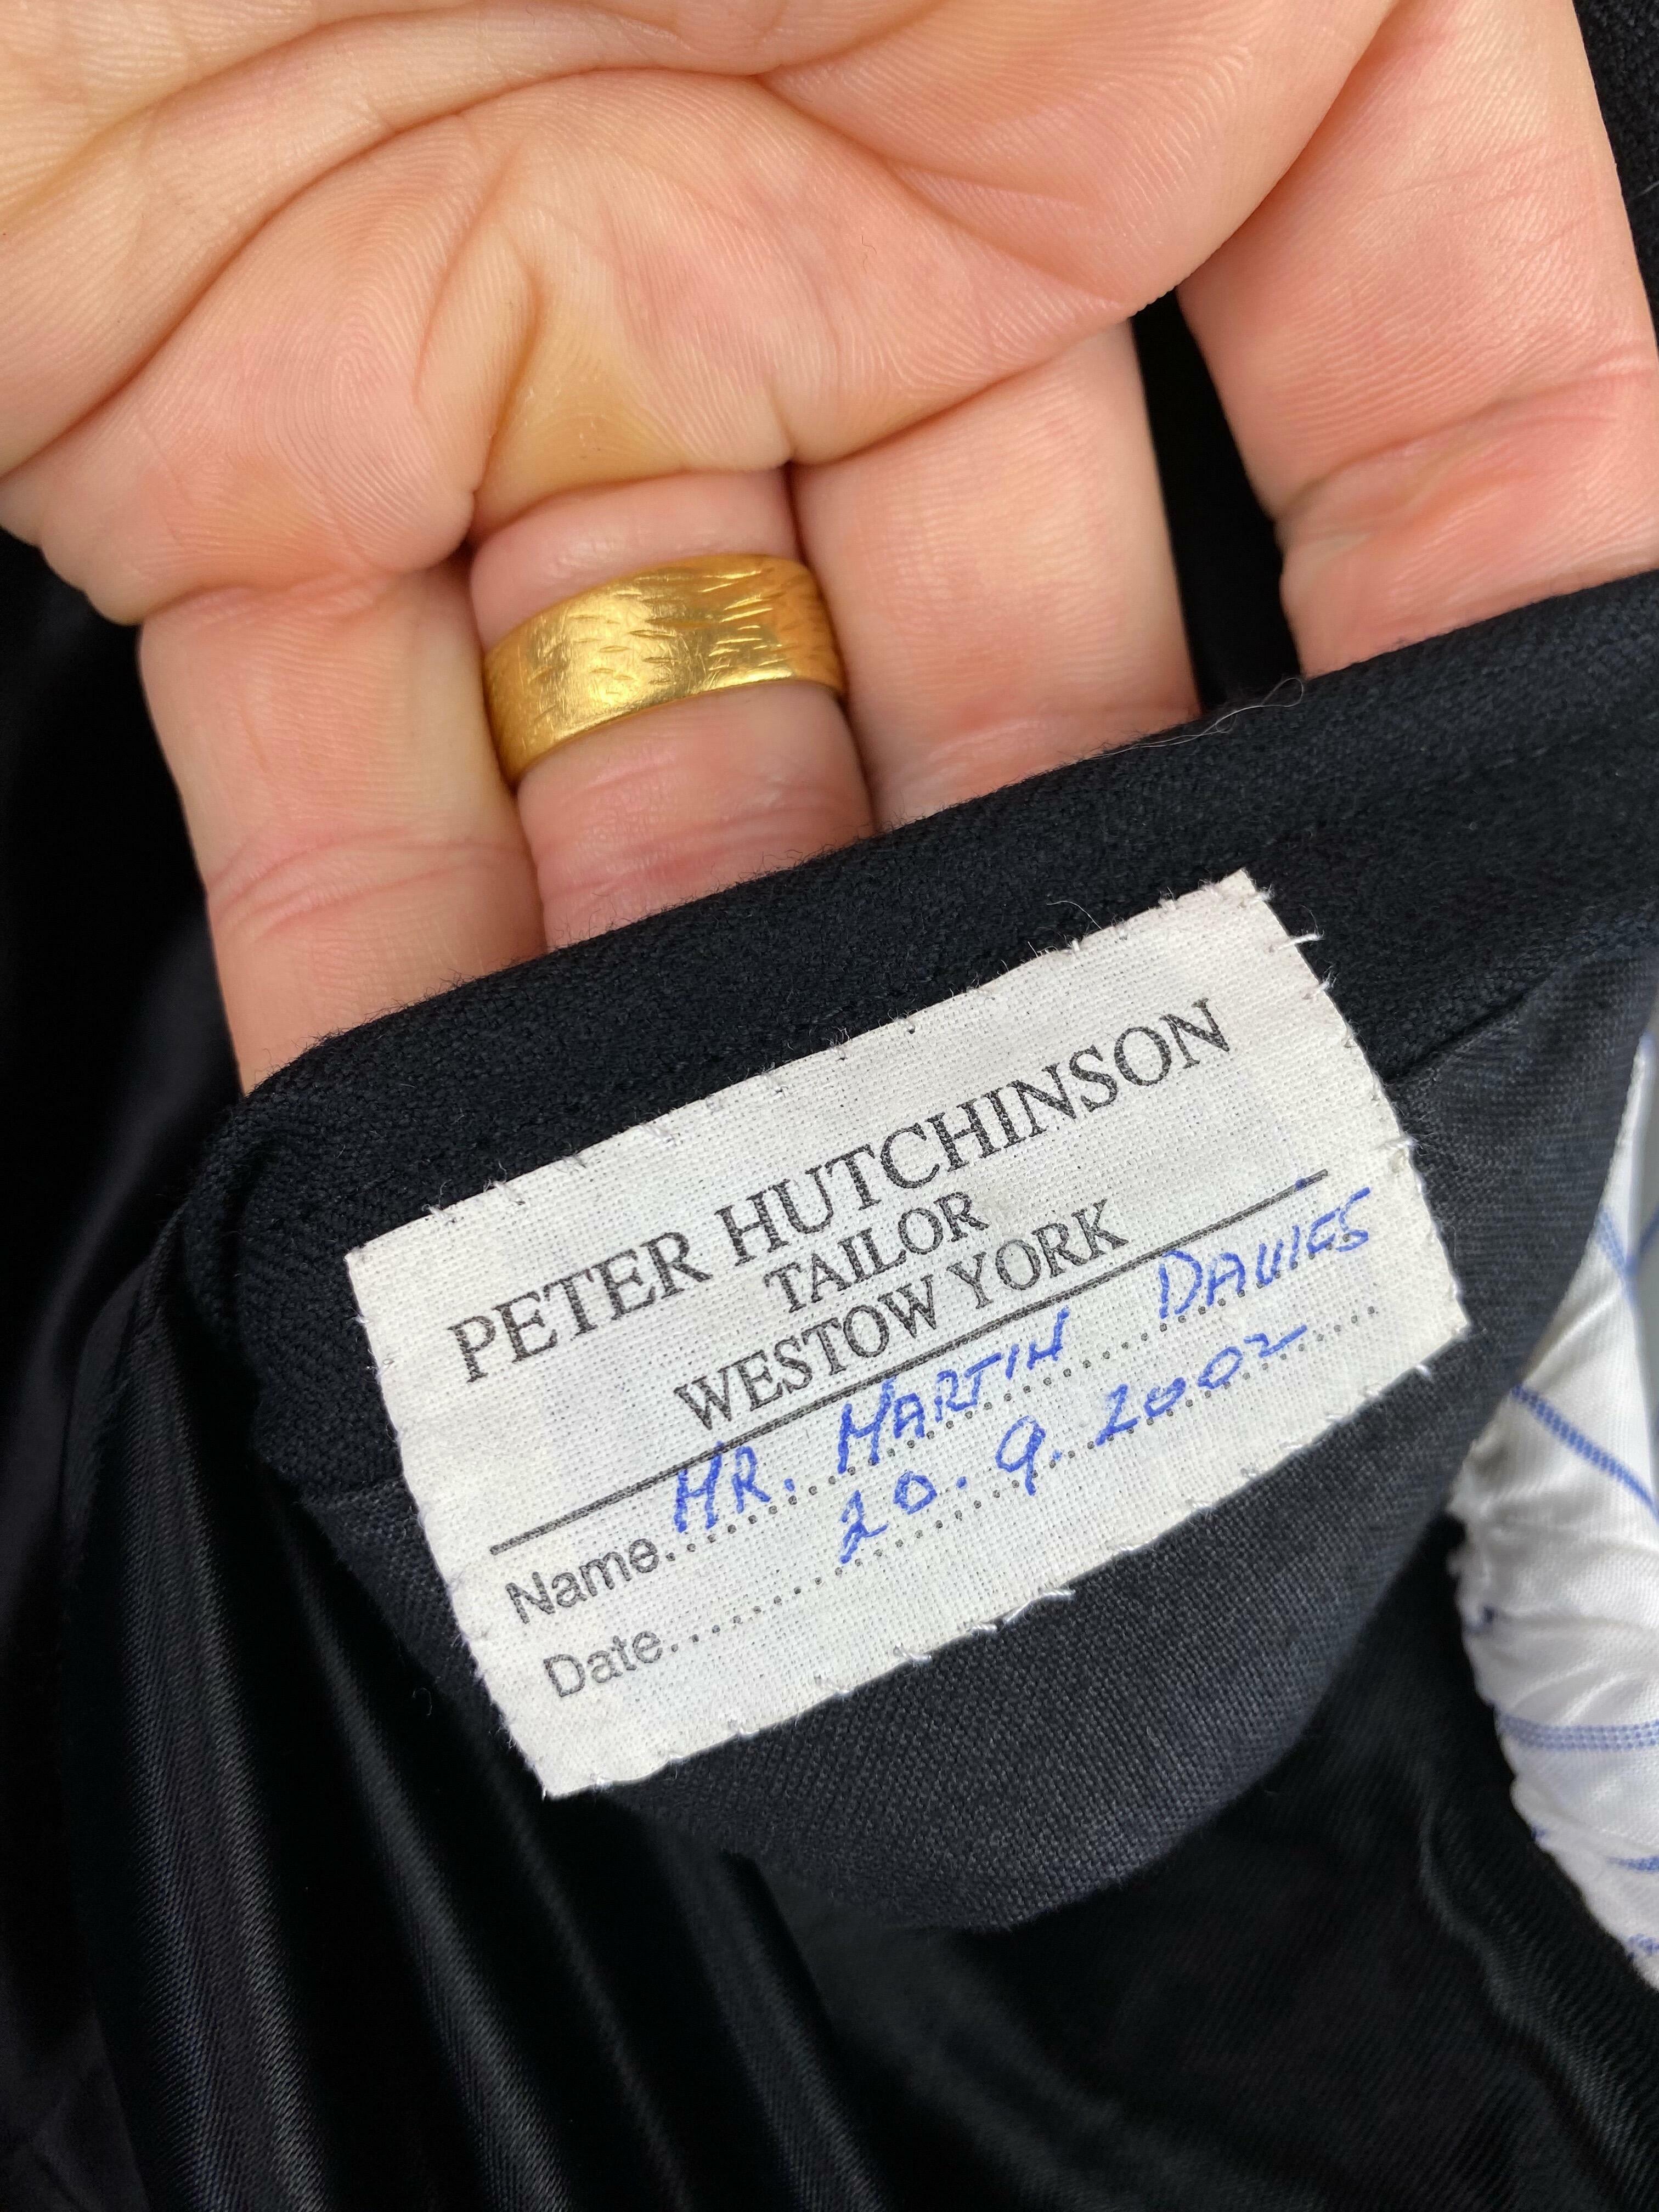 PETER HUTCHINSON
TAILOR
WESTOW YORK
Name....MR. MARTIN DAVIES
Date....20.9.2002